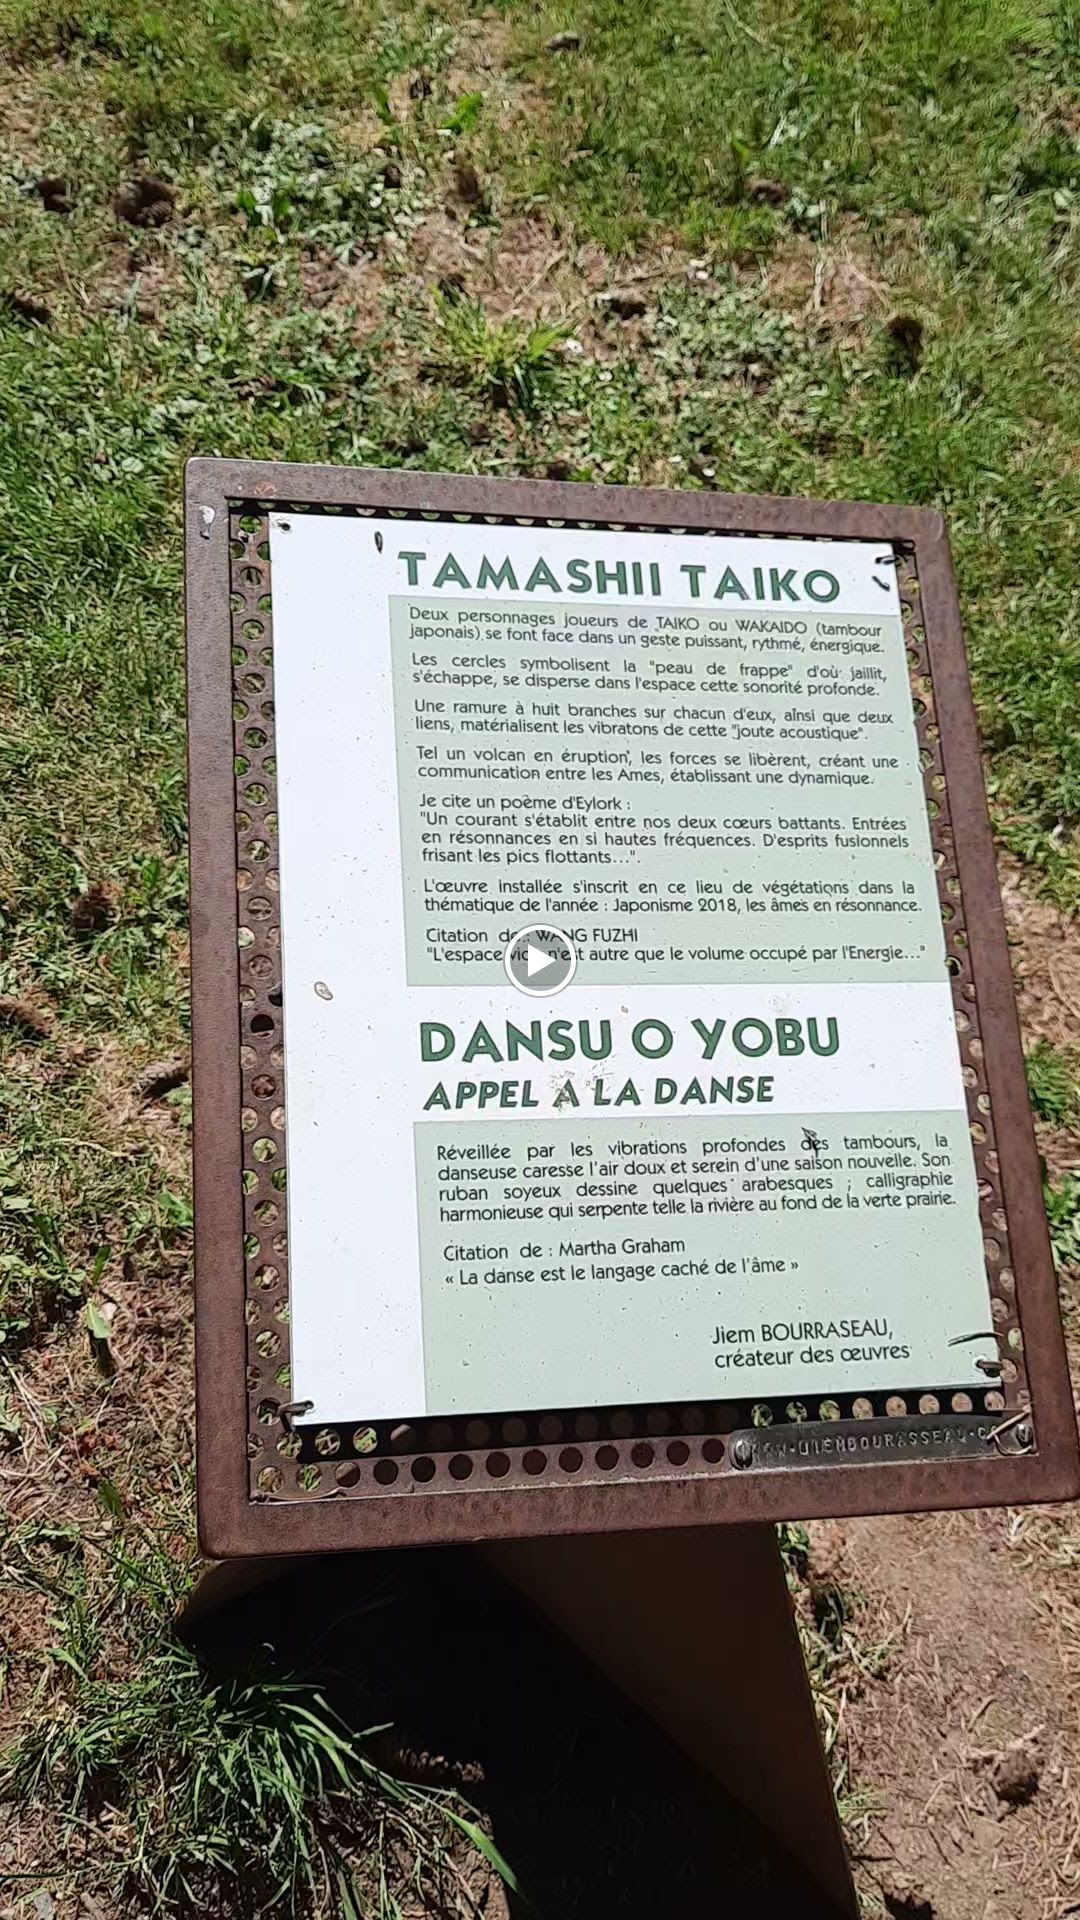 TAMASHII TAIKO
Deux personnages joueurs de TAIKO ou WAKAIDO (tambour
japonais) se font face dans un geste puissant, rythmé, énergique.
Les cercles symbolisent la "peau de frappe" d'où jaillit,
s'échappe, se disperse dans l'espace cette sonorité profonde.
Une ramure à huit branches sur chacun d'eux, ainsi que deux
liens, matérialisent les vibratons de cette "joute acoustique".
Tel un volcan en éruption, les forces se libèrent, créant une
communication entre les Ames, établissant une dynamique.
Je cite un poème d'Eylork :
"Un courant s'établit entre nos deux cœurs battants. Entrées
en résonnances en si hautes fréquences. D'esprits fusionnels
frisant les pics flottants...".
L'œuvre installée s'inscrit en ce lieu de végétations dans la
thématique de l'année : Japonisme 2018, les âmes en résonnance.
Citation de : WANG FUZHI
"L'espace n'est autre que le volume occupé par l'Energie..."
DANSU O YOBU
APPEL A LA DANSE
Réveillée par les vibrations profondes des tambours, la
danseuse caresse l'air doux et serein d'une saison nouvelle. Son
ruban soyeux dessine quelques arabesques ; calligraphie
harmonieuse qui serpente telle la rivière au fond de la verte prairie.
Citation de : Martha Graham
« La danse est le langage caché de l'âme »
Jiem BOURRASEAU,
créateur des œuvres